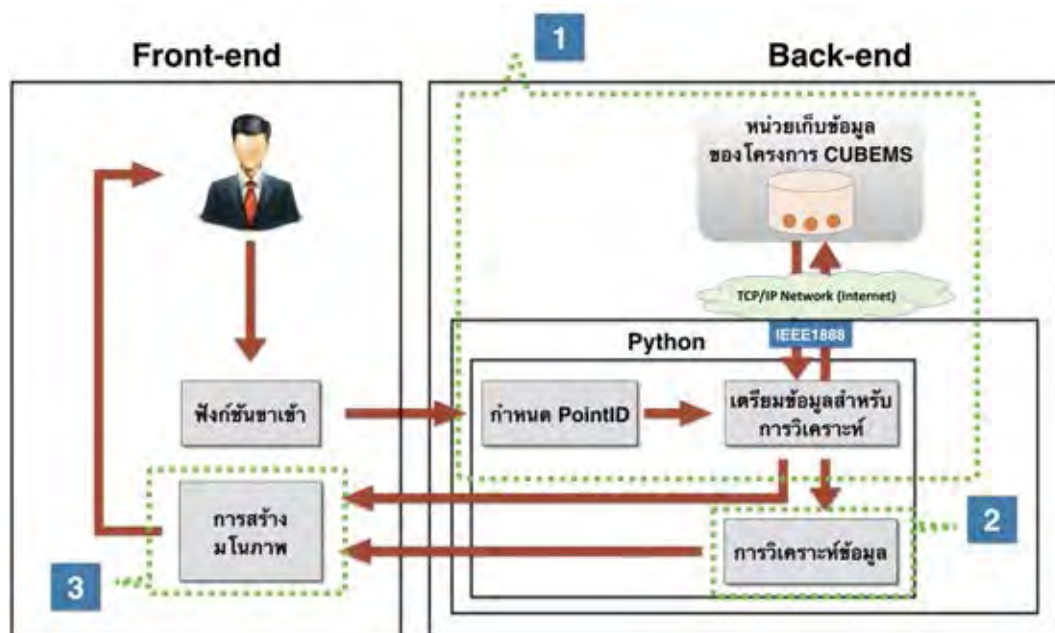 1
Front-end
Back-end
หน่วยเก็บข้อมูล
ของโครงการ CUBEMS
TCP/IP Network (Internet)
IEEE1888
Python
ฟังก์ชันขาเข้า
กำหนด PointID
เตรียมข้อมูลสำหรับ
การวิเคราะห์
การสร้าง
มโนภาพ
2
การวิเคราะห์ข้อมูล
3